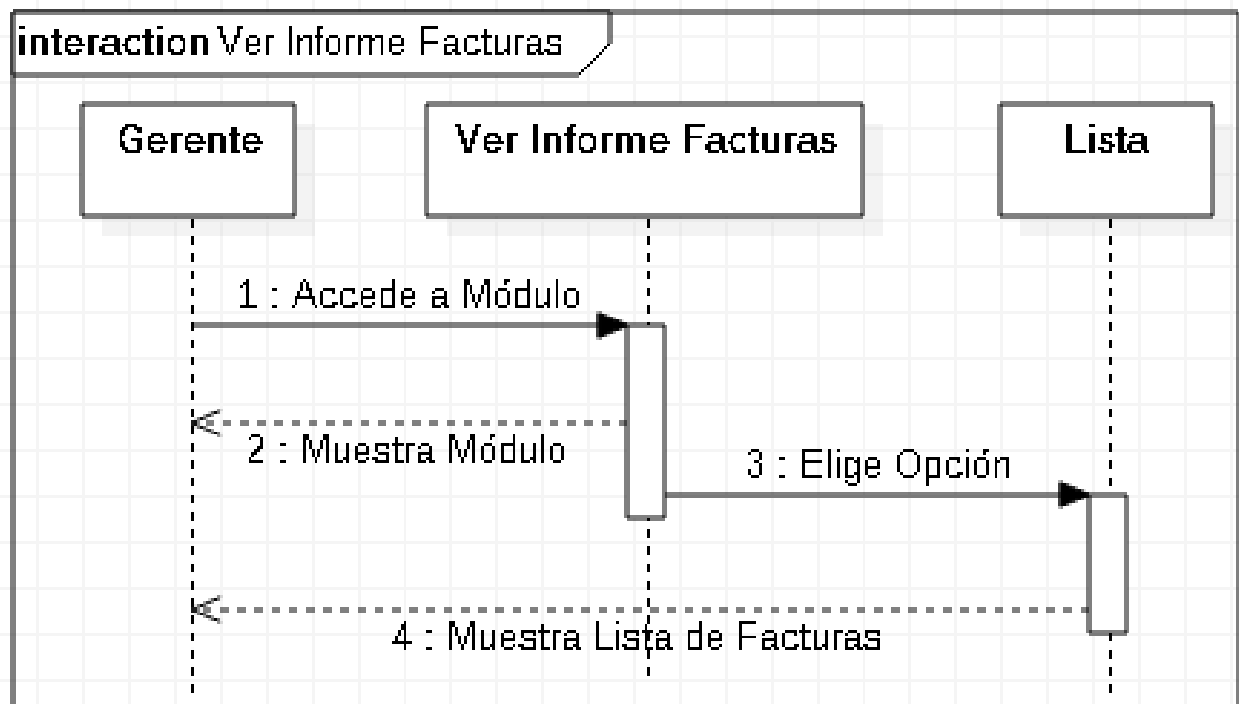 interaction Ver Informe Facturas
Gerente
Ver Informe Facturas
Lista
1 : Accede a Módulo
2 : Muestra Módulo
3 : Elige Opción
4 : Muestra Lista de Facturas